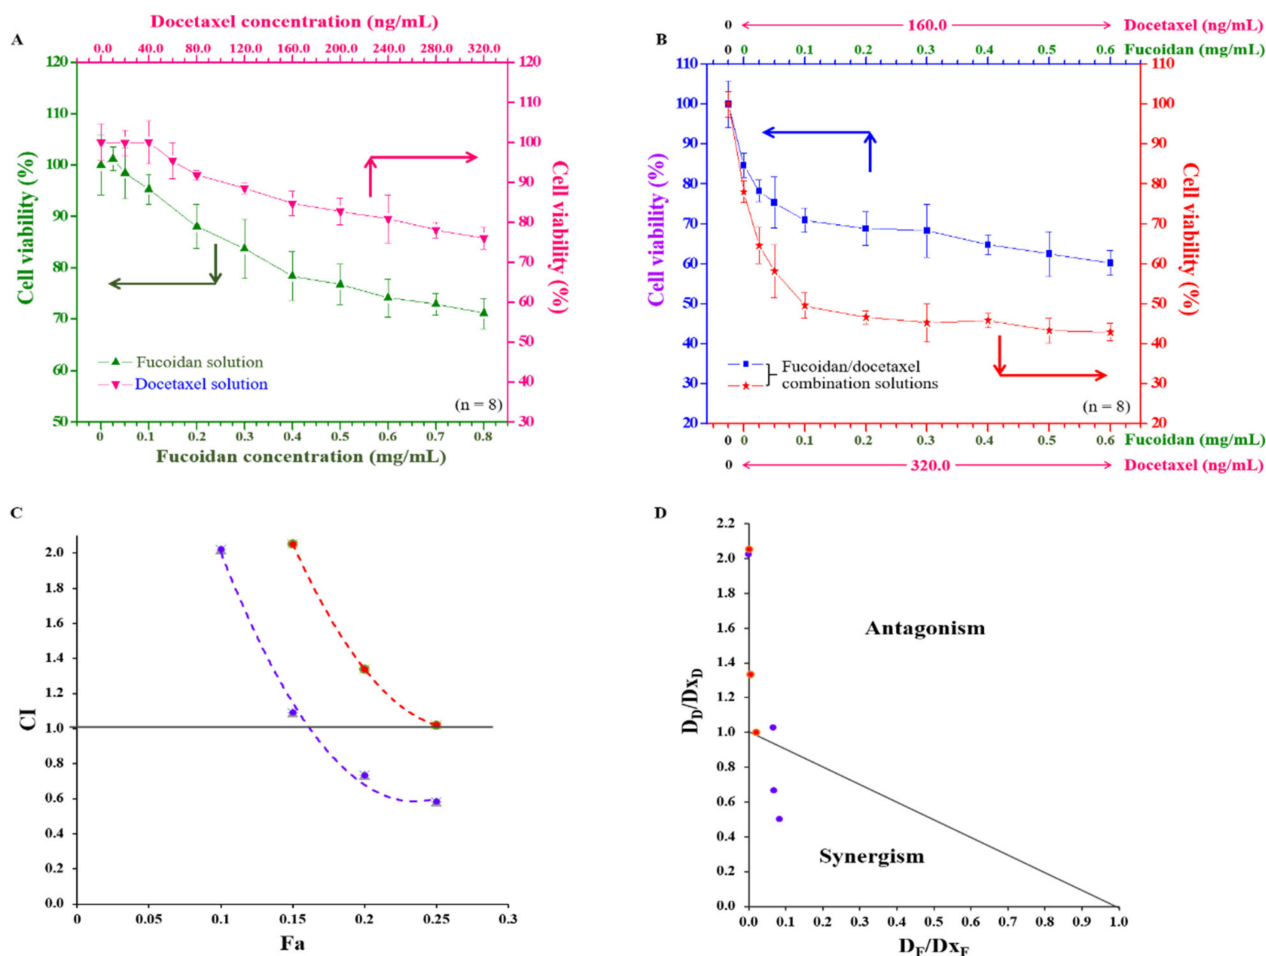 A
Docetaxel concentration (ng/mL)
0.0 40.0 80.0 120.0 160.0 200.0 240.0 280.0 320.0
Cell viability (%)
120
110
100
90
80
70
60
50
120
110
100
90
80
70
60
50
40
30
Cell viability (%)
Fucoidan solution
Docetaxel solution
(n = 8)
0 0.1 0.2 0.3 0.4 0.5 0.6 0.7 0.8
Fucoidan concentration (mg/mL)
B
0 160.0 Docetaxel (ng/mL)
0 0 0.1 0.2 0.3 0.4 0.5 0.6 Fucoidan (mg/mL)
Cell viability (%)
110
100
90
80
70
60
50
40
30
20
110
100
90
80
70
60
50
40
30
20
Cell viability (%)
Fucoidan/docetaxel
combination solutions
(n = 8)
0 0 0.1 0.2 0.3 0.4 0.5 0.6 Fucoidan (mg/mL)
0 320.0 Docetaxel (ng/mL)
C
CI
2.0
1.8
1.6
1.4
1.2
1.0
0.8
0.6
0.4
0.2
0.0
0 0.05 0.1 0.15 0.2 0.25 0.3
Fa
D
D_D/Dx_D
2.2
2.0
1.8
1.6
1.4
1.2
1.0
0.8
0.6
0.4
0.2
0.0
Antagonism
Synergism
0.0 0.1 0.2 0.3 0.4 0.5 0.6 0.7 0.8 0.9 1.0
D_F/Dx_F